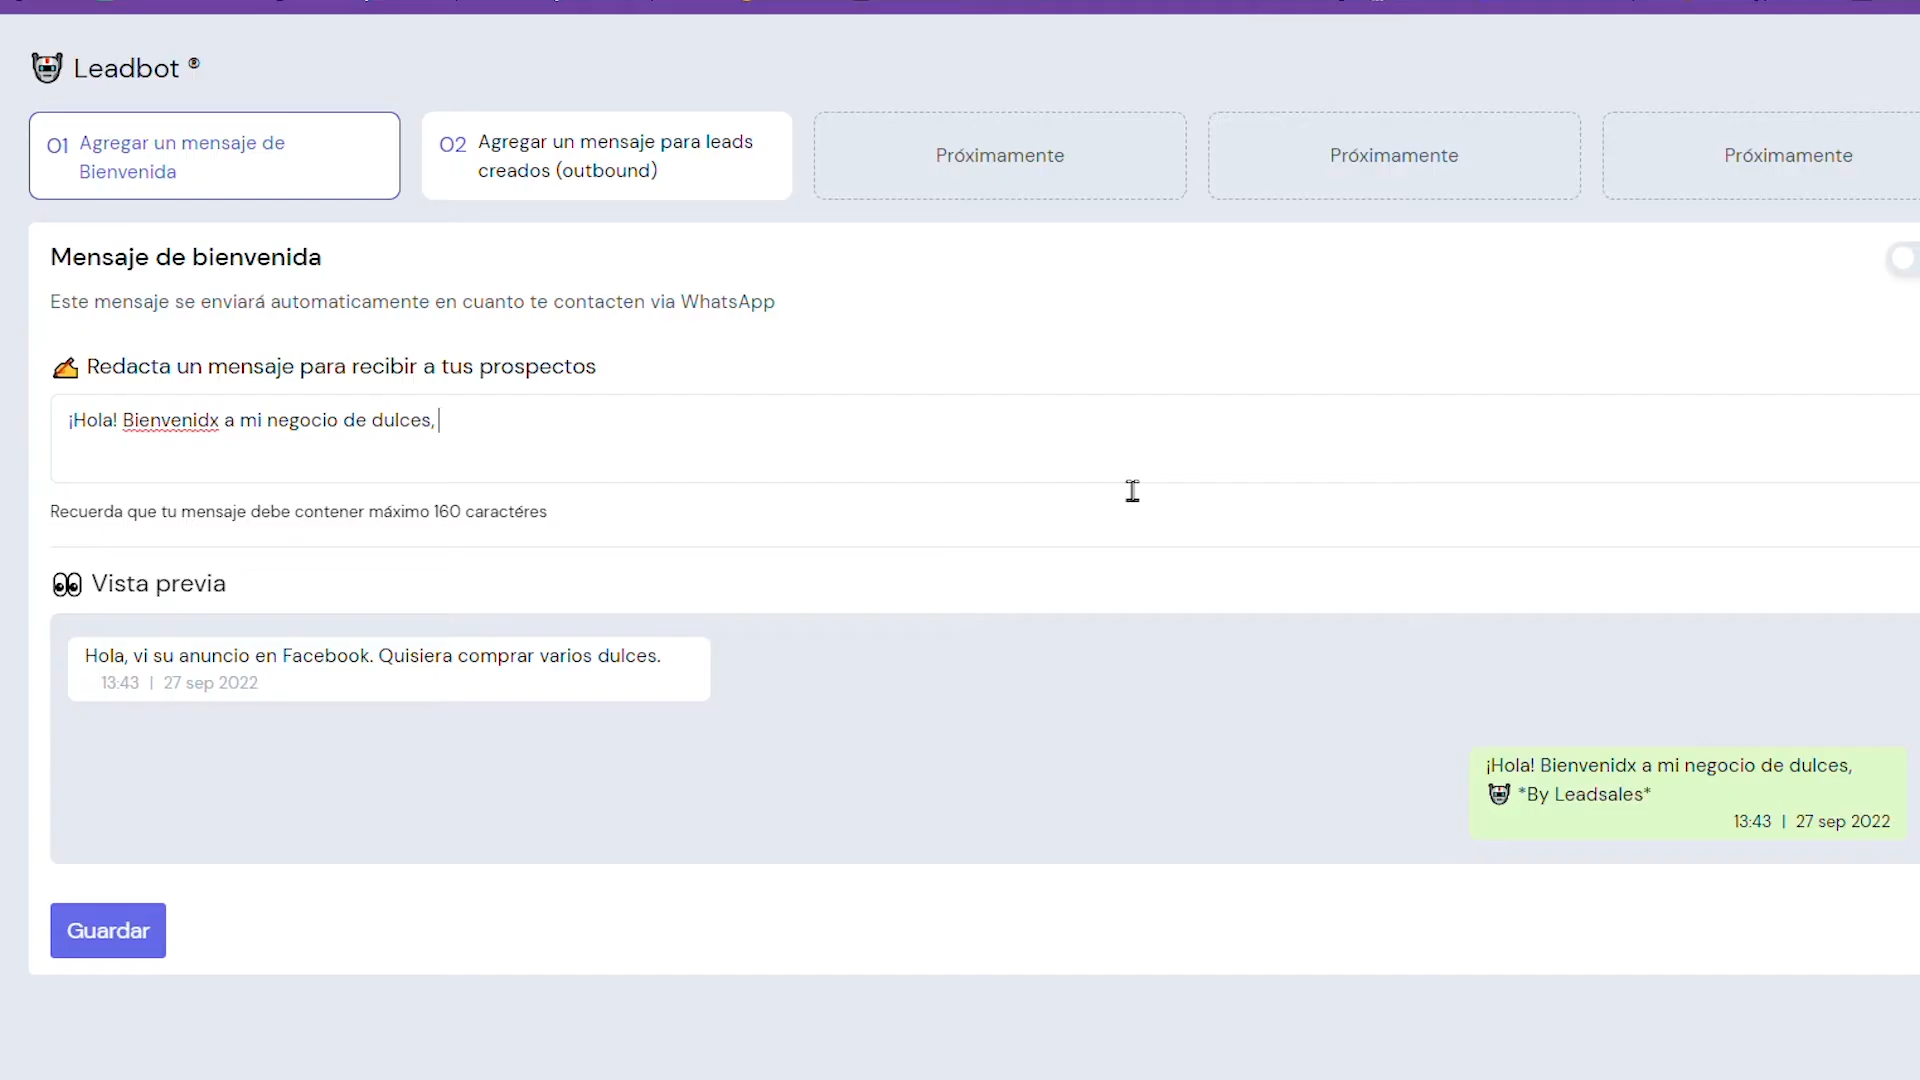 Leadbot ®
01 Agregar un mensaje de
Bienvenida
02 Agregar un mensaje para leads
creados (outbound)
Próximamente
Próximamente
Próximamente
Mensaje de bienvenida
Este mensaje se enviará automaticamente en cuanto te contacten via WhatsApp
✍️ Redacta un mensaje para recibir a tus prospectos
¡Hola! Bienvenidx a mi negocio de dulces,
Recuerda que tu mensaje debe contener máximo 160 caractéres
👀 Vista previa
Hola, vi su anuncio en Facebook. Quisiera comprar varios dulces.
13:43 | 27 sep 2022
¡Hola! Bienvenidx a mi negocio de dulces,
*By Leadsales*
13:43 | 27 sep 2022
Guardar